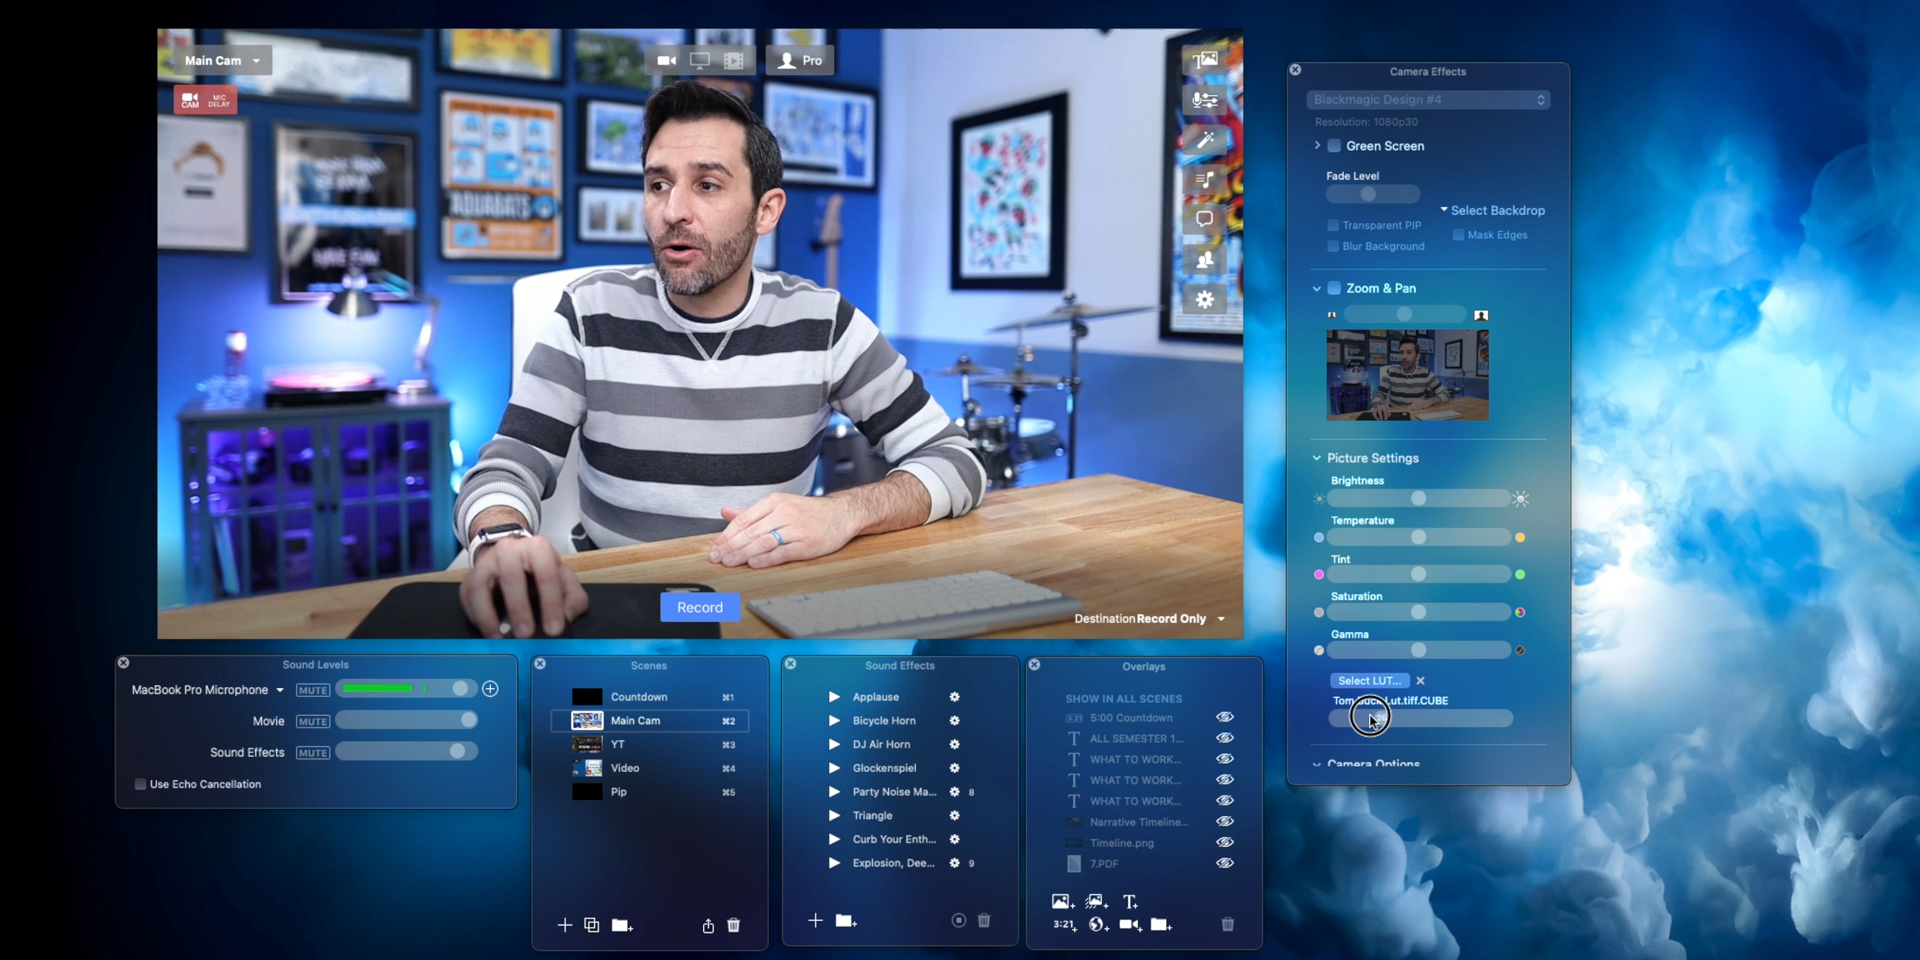 Main Cam
Pro
CAM
MIC
DELAY
AQUABATS
Record
Destination Record Only
Camera Effects
Blackmagic Design #4
Resolution: 1080p30
Green Screen
Fade Level
Select Backdrop
Transparent PIP
Mask Edges
Blur Background
Zoom & Pan
Picture Settings
Brightness
Temperature
Tint
Saturation
Gamma
Select LUT...
Lut.tiff.CUBE
Camera Options
Sound Levels
MacBook Pro Microphone
MUTE
Movie
MUTE
Sound Effects
MUTE
Use Echo Cancellation
Scenes
Countdown ⌘1
Main Cam ⌘2
YT ⌘3
Video ⌘4
Pip ⌘5
Sound Effects
Applause
Bicycle Horn
DJ Air Horn
Glockenspiel
Party Noise Ma... 8
Triangle
Curb Your Enth...
Explosion, Dee... 9
Overlays
SHOW IN ALL SCENES
5:00 Countdown
ALL SEMESTER 1...
WHAT TO WORK...
WHAT TO WORK...
WHAT TO WORK...
Narrative Timeline...
Timeline.png
7.PDF
3:21